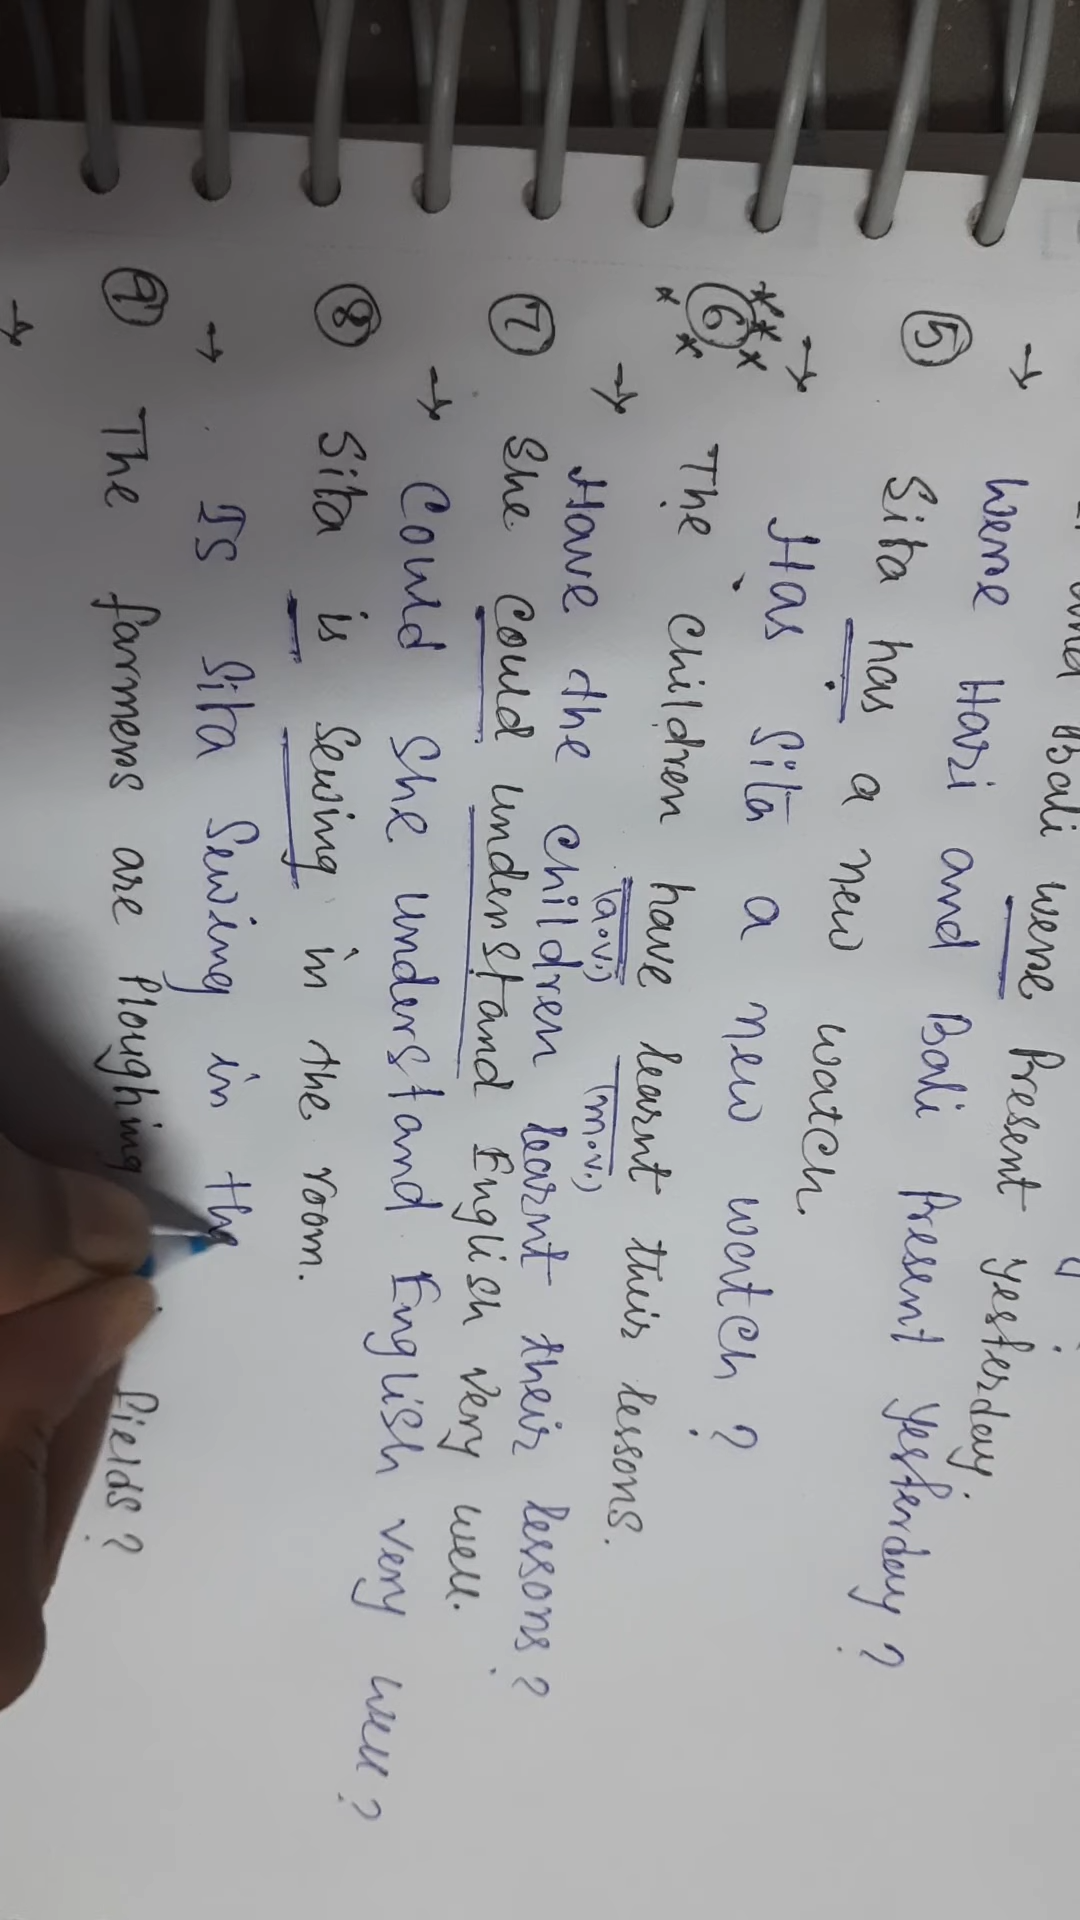 and Bali were Present yesterday.
→ Were Hari and Bali Present yesterday?
⑤ Sita has a new watch.
→ Has Sita a new watch?
⑥ The children have learnt their lessons.
(a.v.) (m.v.)
→ Have the children learnt their lessons?
⑦ She could understand English very well.
→ Could she understand English very well?
⑧ Sita is sewing in the room.
→ Is Sita sewing in the
⑨ The farmers are Ploughing fields?
→